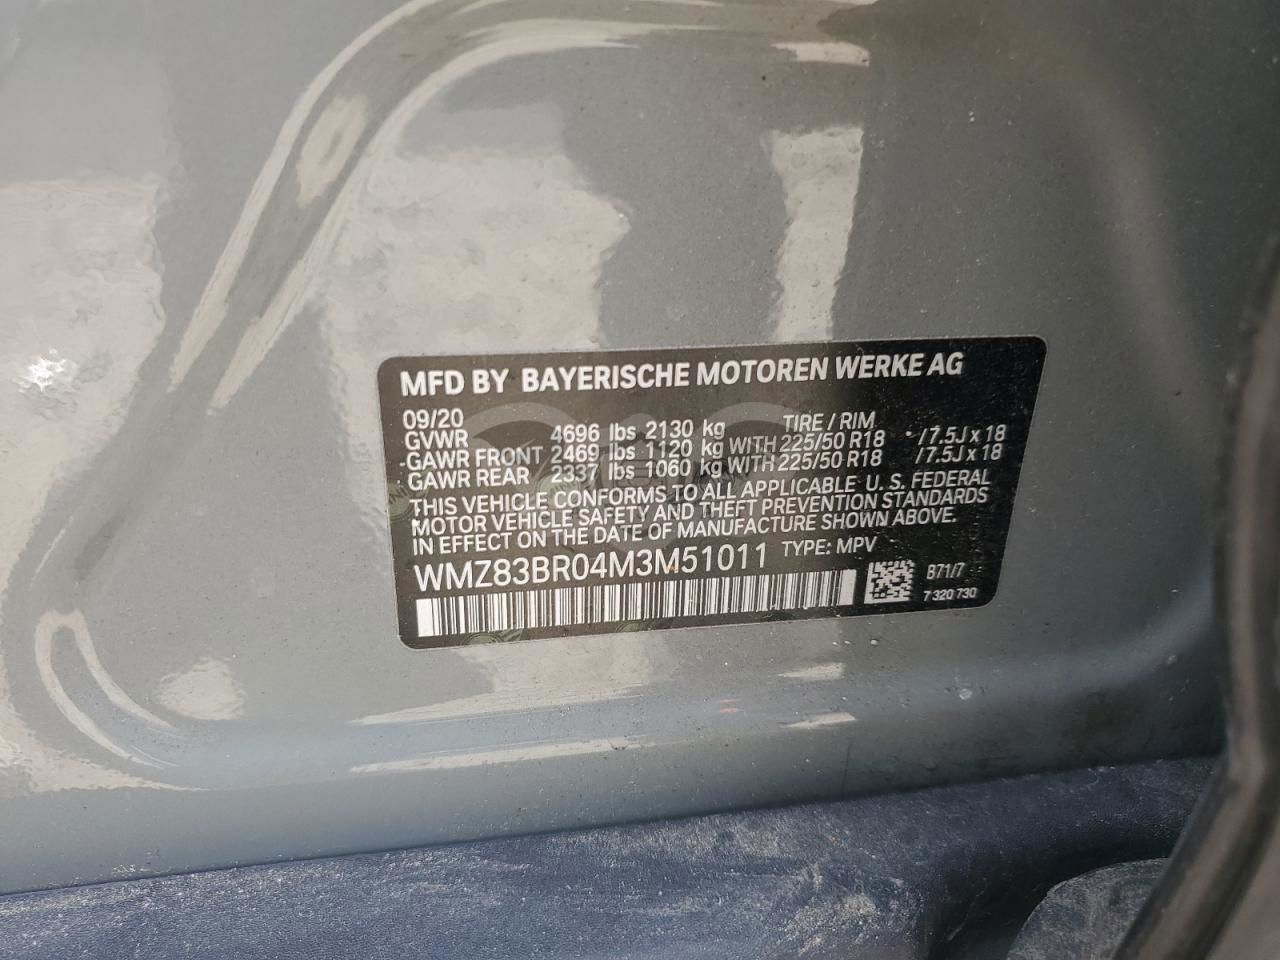 MFD BY BAYERISCHE MOTOREN WERKE AG
09/20 TIRE / RIM
GVWR 4696 lbs 2130 kg
GAWR FRONT 2469 lbs 1120 kg WITH 225/50 R18 * / 7.5J x 18
GAWR REAR 2337 lbs 1060 kg WITH 225/50 R18 / 7.5J x 18
THIS VEHICLE CONFORMS TO ALL APPLICABLE U. S. FEDERAL
MOTOR VEHICLE SAFETY AND THEFT PREVENTION STANDARDS
IN EFFECT ON THE DATE OF MANUFACTURE SHOWN ABOVE.
WMZ83BR04M3M51011 TYPE: MPV
B71/7
7 320 730